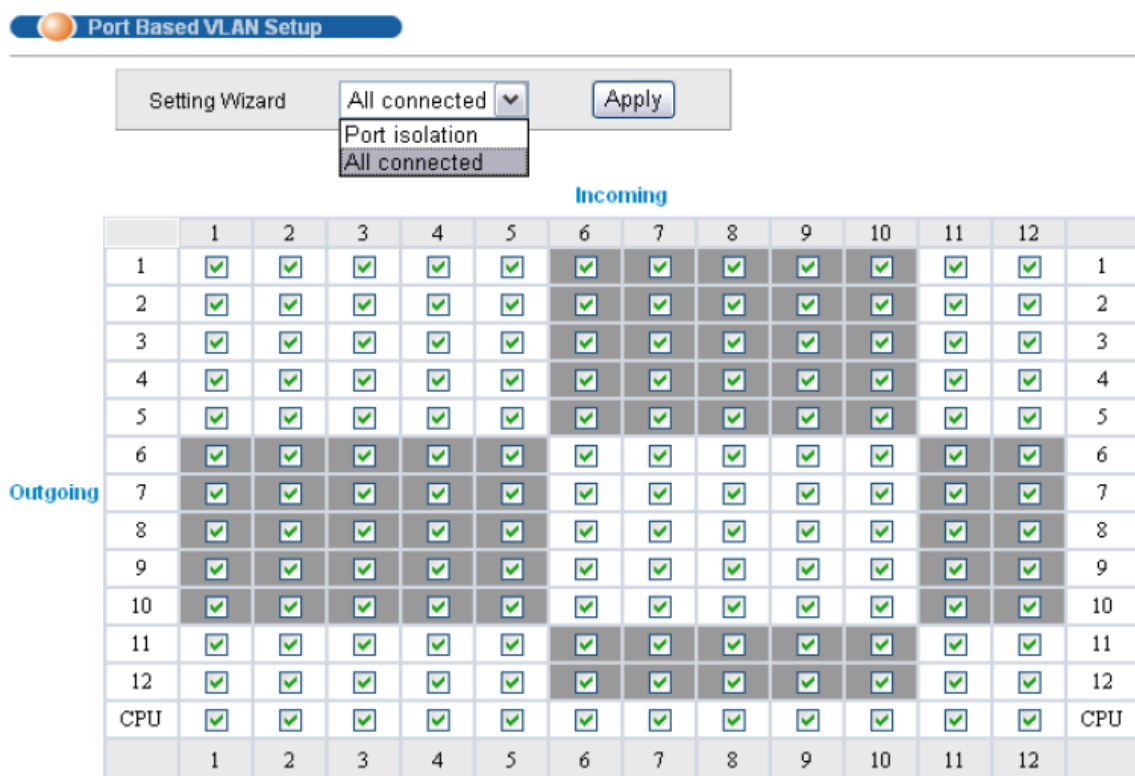 Port Based VLAN Setup
Setting Wizard All connected Apply
Port isolation
All connected
Incoming
1 2 3 4 5 6 7 8 9 10 11 12
1 1
2 2
3 3
4 4
5 5
6 6
Outgoing 7 7
8 8
9 9
10 10
11 11
12 12
CPU CPU
1 2 3 4 5 6 7 8 9 10 11 12